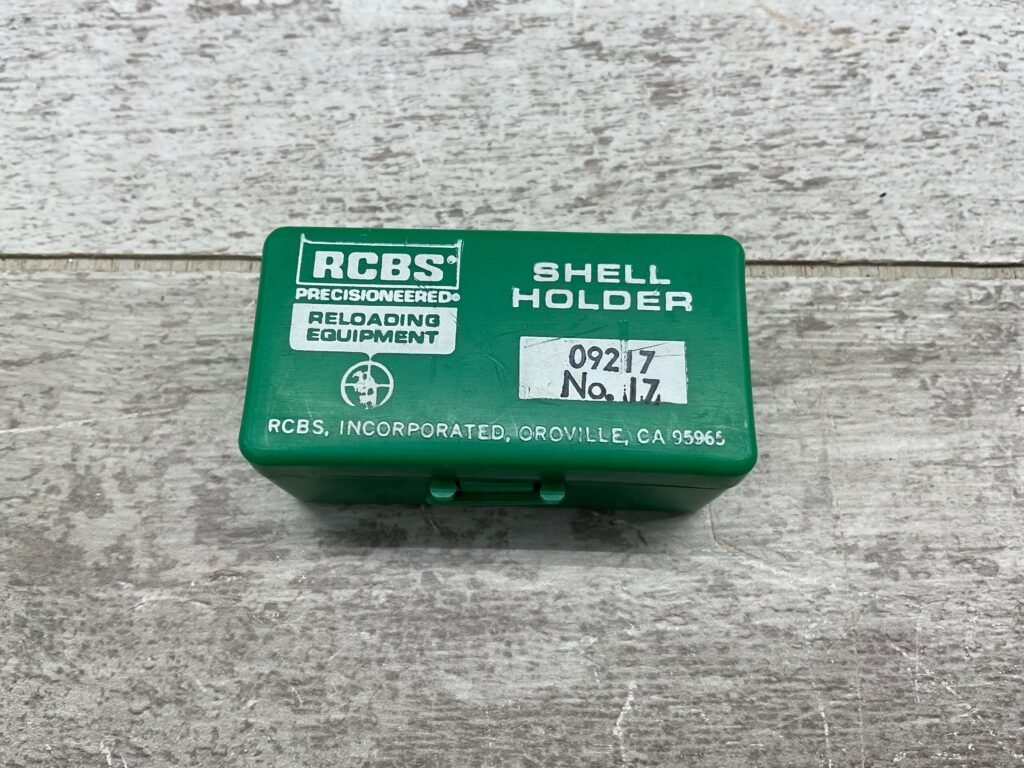 RCBS®
PRECISIONEERED®
RELOADING
EQUIPMENT
SHELL
HOLDER
09217
No. 17
RCBS, INCORPORATED, OROVILLE, CA 95965